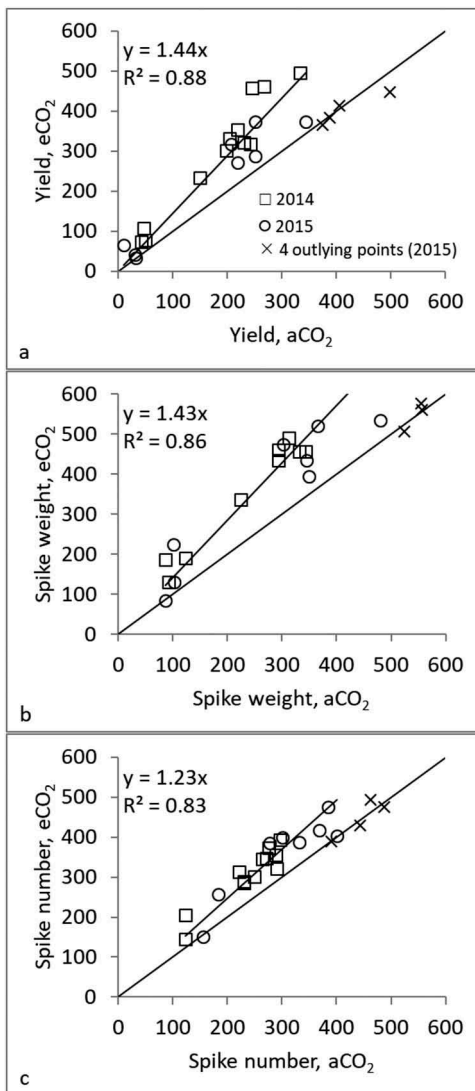 600
500
400
300
200
100
0
Yield, eCO₂
y = 1.44x
R² = 0.88
2014
2015
4 outlying points (2015)
0 100 200 300 400 500 600
Yield, aCO₂
a
600
500
400
300
200
100
0
Spike weight, eCO₂
y = 1.43x
R² = 0.86
0 100 200 300 400 500 600
Spike weight, aCO₂
b
600
500
400
300
200
100
0
Spike number, eCO₂
y = 1.23x
R² = 0.83
0 100 200 300 400 500 600
Spike number, aCO₂
c